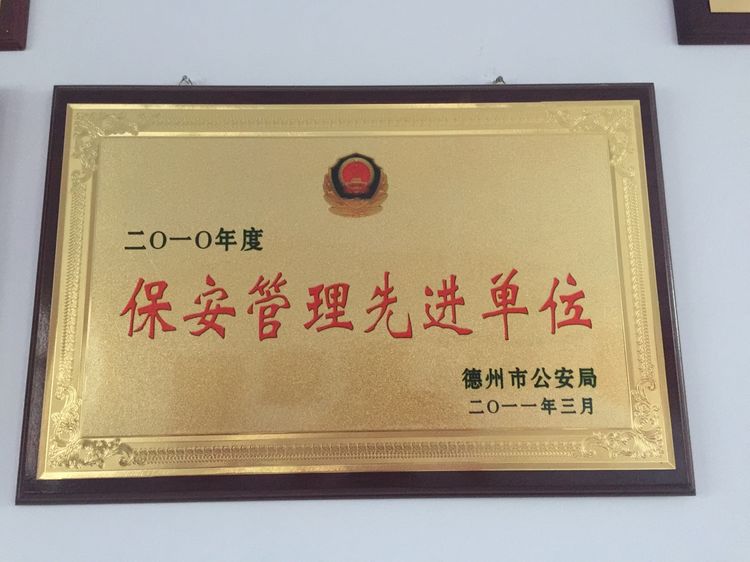 二〇一〇年度
保安管理先进单位
德州市公安局
二〇一一年三月